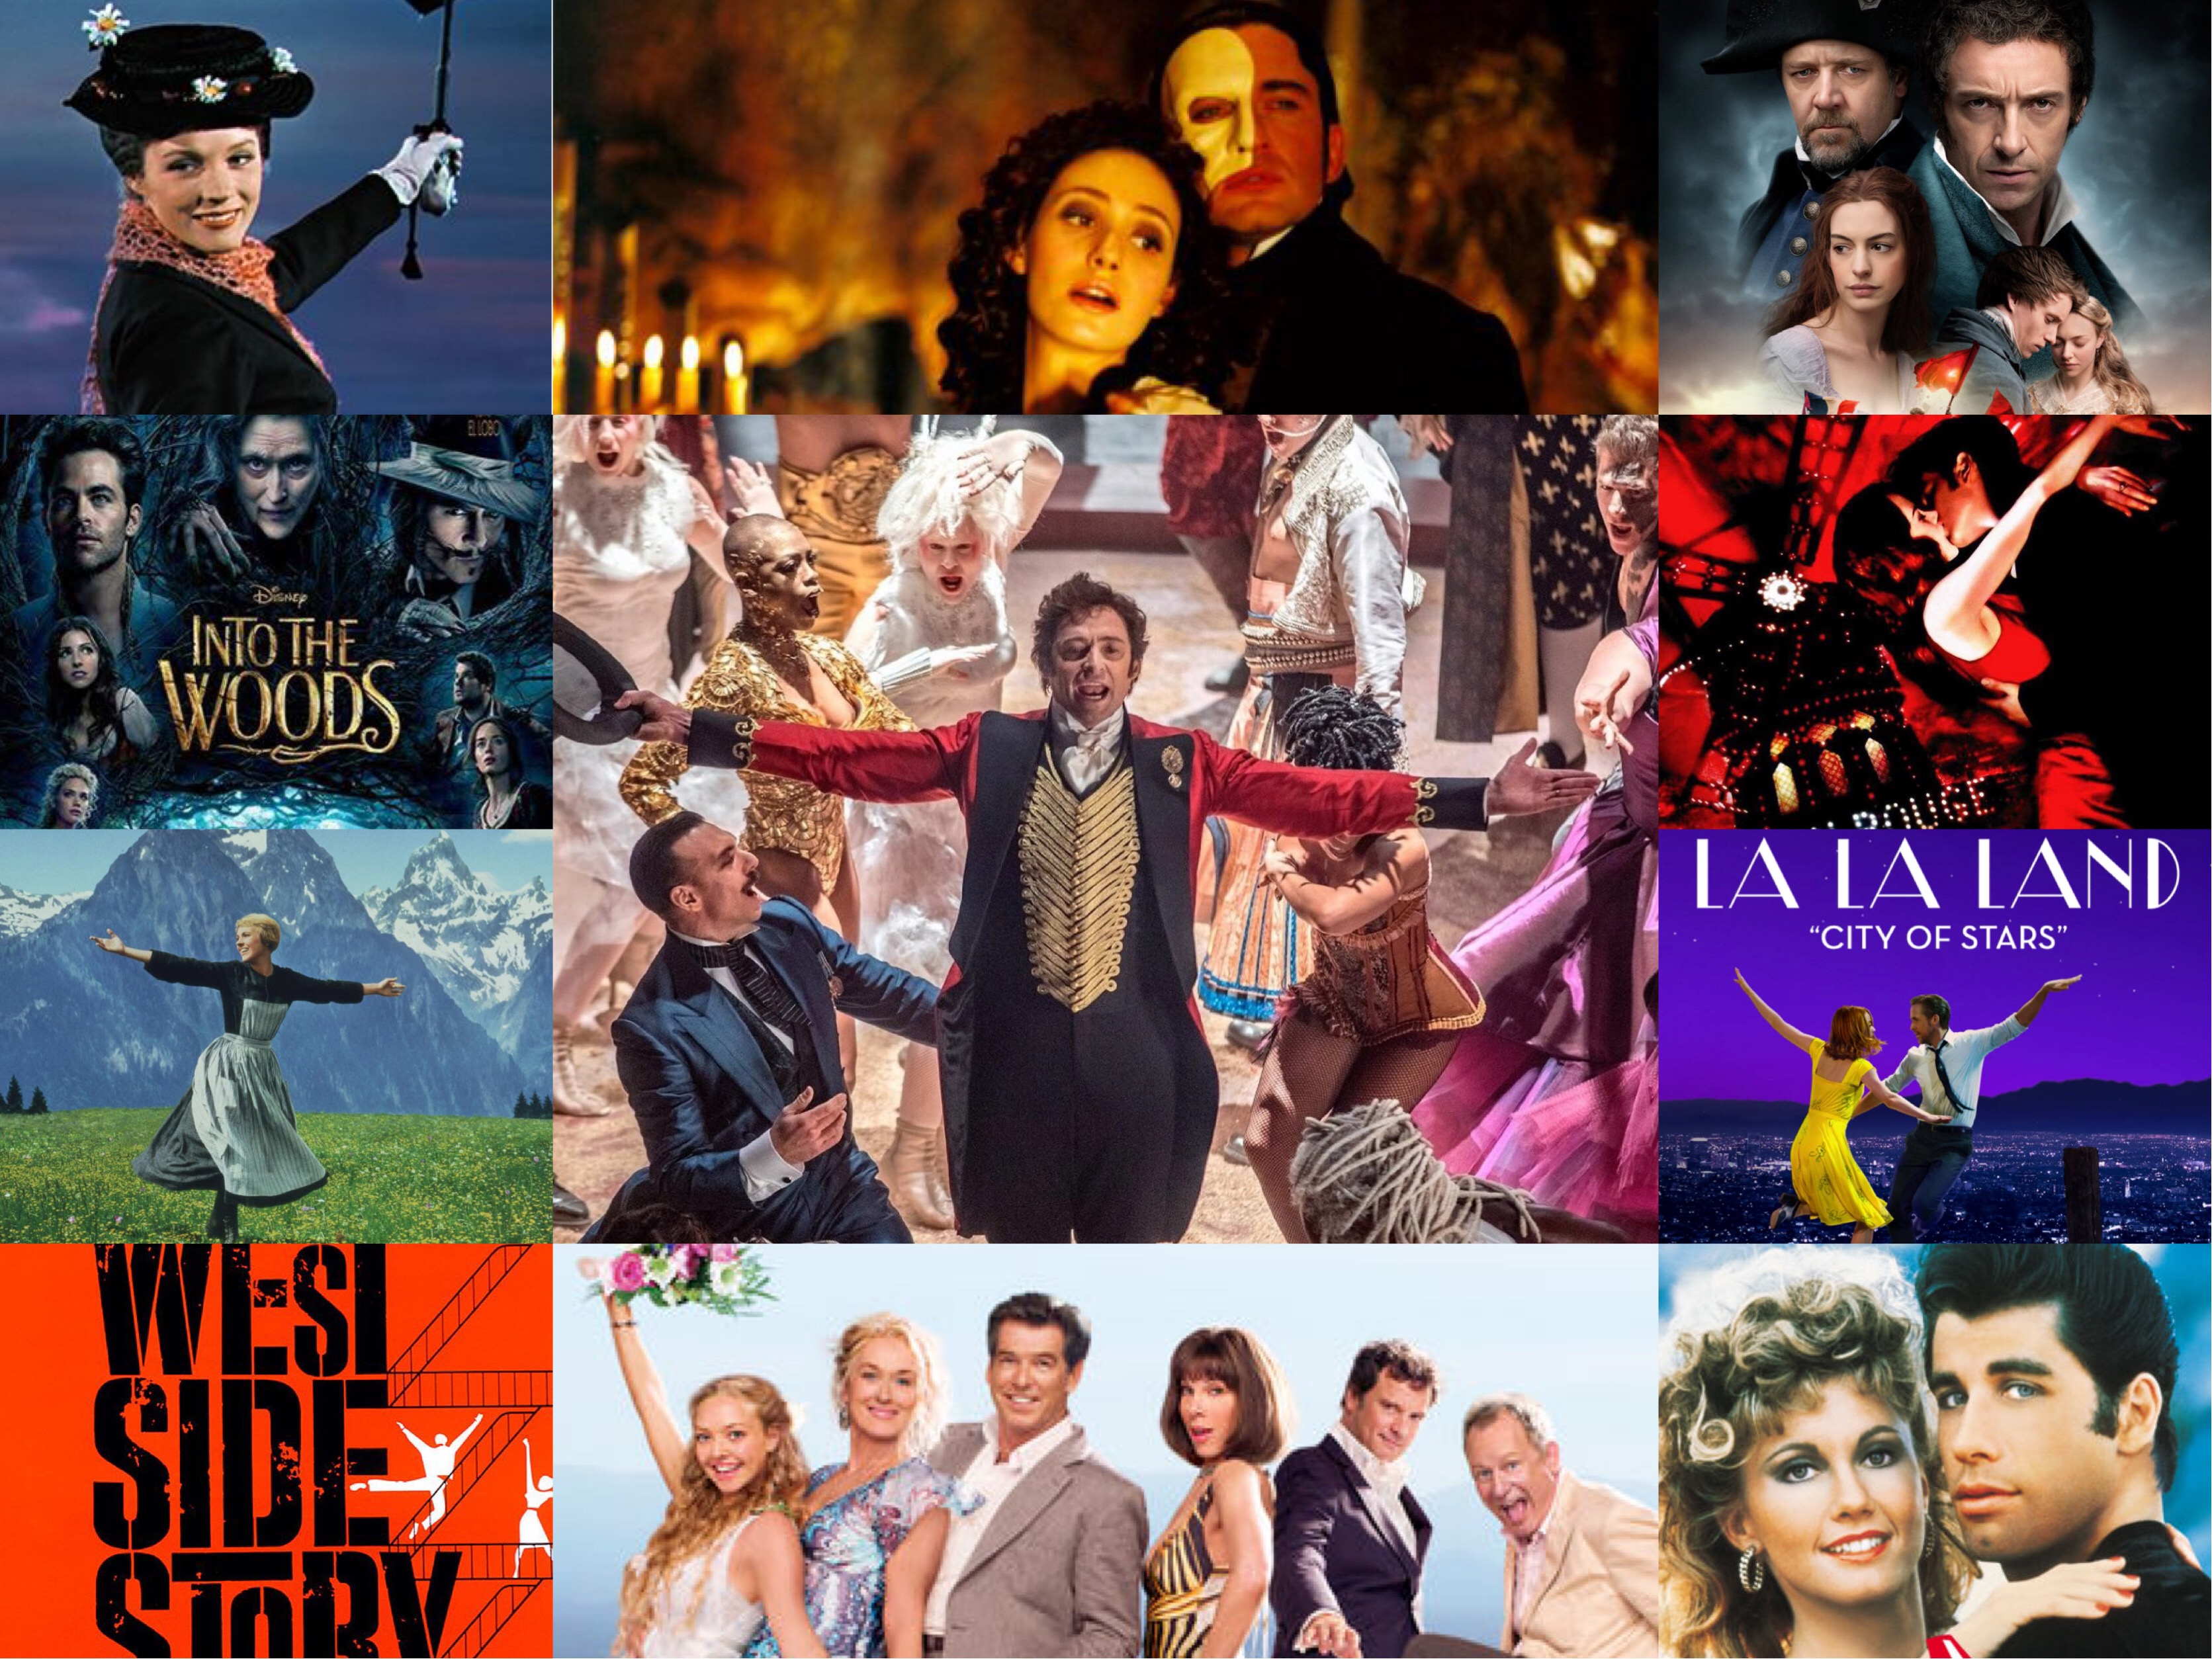 EL LOBO
DISNEY
INTO THE
WOODS
ROUGE
LA LA LAND
“CITY OF STARS”
WEST
SIDE
STORY